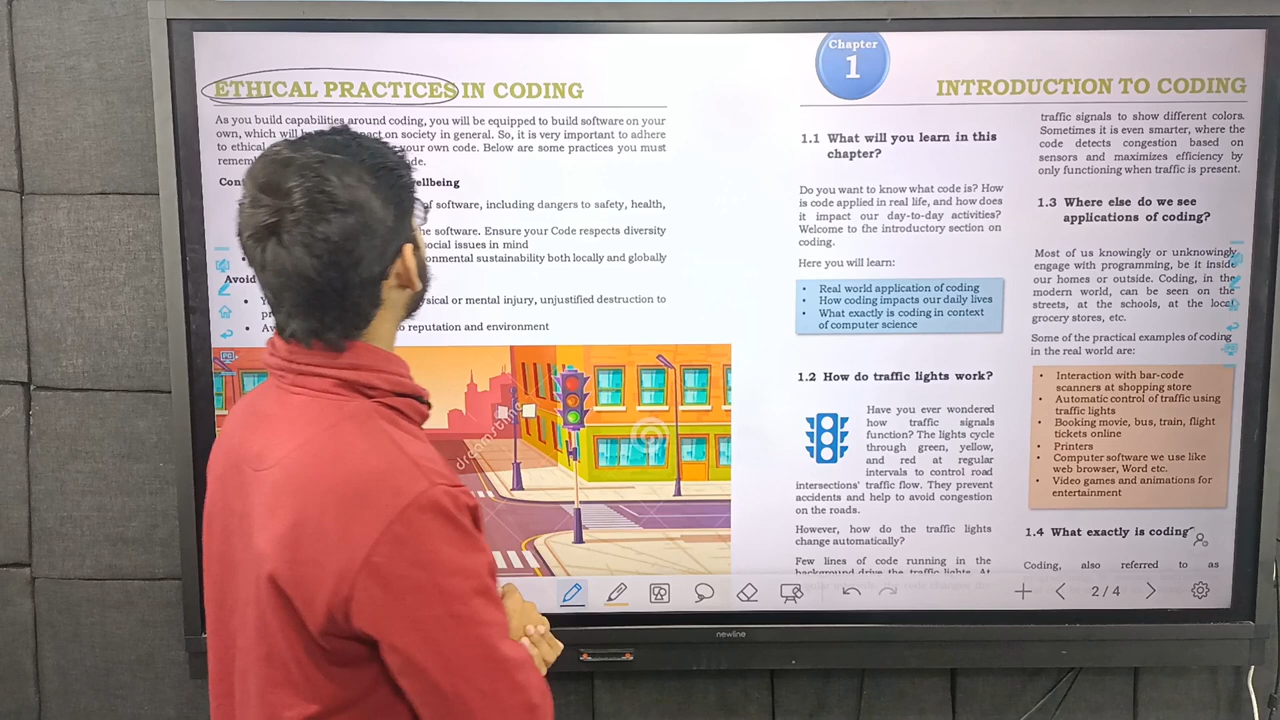 ETHICAL PRACTICES IN CODING
As you build capabilities around coding, you will be equipped to build software on your
own, which will impact on society in general. So, it is very important to adhere
to ethical your own code. Below are some practices you must
ellbeing
of software, including dangers to safety, health,
he software. Ensure your Code respects diversity
social issues in mind
onmental sustainability both locally and globally
Avoid
or mental injury, unjustified destruction to
to reputation and environment
PC
dreamstime
Chapter
1
INTRODUCTION TO CODING
1.1 What will you learn in this
chapter?
Do you want to know what code is? How
is code applied in real life, and how does
it impact our day-to-day activities?
Welcome to the introductory section on
coding.
Here you will learn:
• Real world application of coding
• How coding impacts our daily lives
• What exactly is coding in context
of computer science
1.2 How do traffic lights work?
Have you ever wondered
how traffic signals
function? The lights cycle
through green, yellow,
and red at regular
intervals to control road
intersections' traffic flow. They prevent
accidents and help to avoid congestion
on the roads.
However, how do the traffic lights
change automatically?
Few lines of code running in the
background drive the traffic lights. At
traffic signals to show different colors.
Sometimes it is even smarter, where the
code detects congestion based on
sensors and maximizes efficiency by
only functioning when traffic is present.
1.3 Where else do we see
applications of coding?
Most of us knowingly or unknowingly
engage with programming, be it inside
our homes or outside. Coding, in the
modern world, can be seen on the
streets, at the schools, at the local
grocery stores, etc.
Some of the practical examples of coding
in the real world are:
• Interaction with bar-code
scanners at shopping store
• Automatic control of traffic using
traffic lights
• Booking movie, bus, train, flight
tickets online
• Printers
• Computer software we use like
web browser, Word etc.
• Video games and animations for
entertainment
1.4 What exactly is coding
Coding, also referred to as
2 / 4
newline